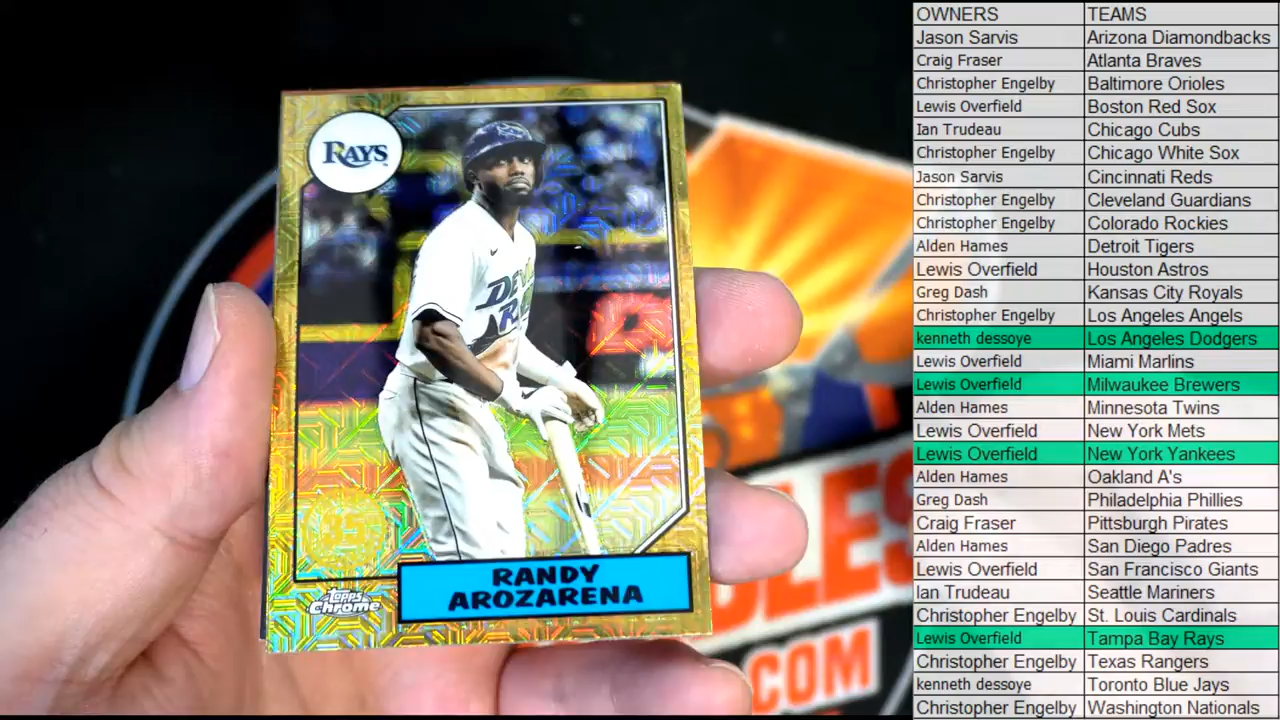 RAYS
DEVIL
RAYS
35
Topps
Chrome
RANDY
AROZARENA
BLES
.COM
OWNERS TEAMS
Jason Sarvis Arizona Diamondbacks
Craig Fraser Atlanta Braves
Christopher Engelby Baltimore Orioles
Lewis Overfield Boston Red Sox
Ian Trudeau Chicago Cubs
Christopher Engelby Chicago White Sox
Jason Sarvis Cincinnati Reds
Christopher Engelby Cleveland Guardians
Christopher Engelby Colorado Rockies
Alden Hames Detroit Tigers
Lewis Overfield Houston Astros
Greg Dash Kansas City Royals
Christopher Engelby Los Angeles Angels
kenneth dessoye Los Angeles Dodgers
Lewis Overfield Miami Marlins
Lewis Overfield Milwaukee Brewers
Alden Hames Minnesota Twins
Lewis Overfield New York Mets
Lewis Overfield New York Yankees
Alden Hames Oakland A's
Greg Dash Philadelphia Phillies
Craig Fraser Pittsburgh Pirates
Alden Hames San Diego Padres
Lewis Overfield San Francisco Giants
Ian Trudeau Seattle Mariners
Christopher Engelby St. Louis Cardinals
Lewis Overfield Tampa Bay Rays
Christopher Engelby Texas Rangers
kenneth dessoye Toronto Blue Jays
Christopher Engelby Washington Nationals